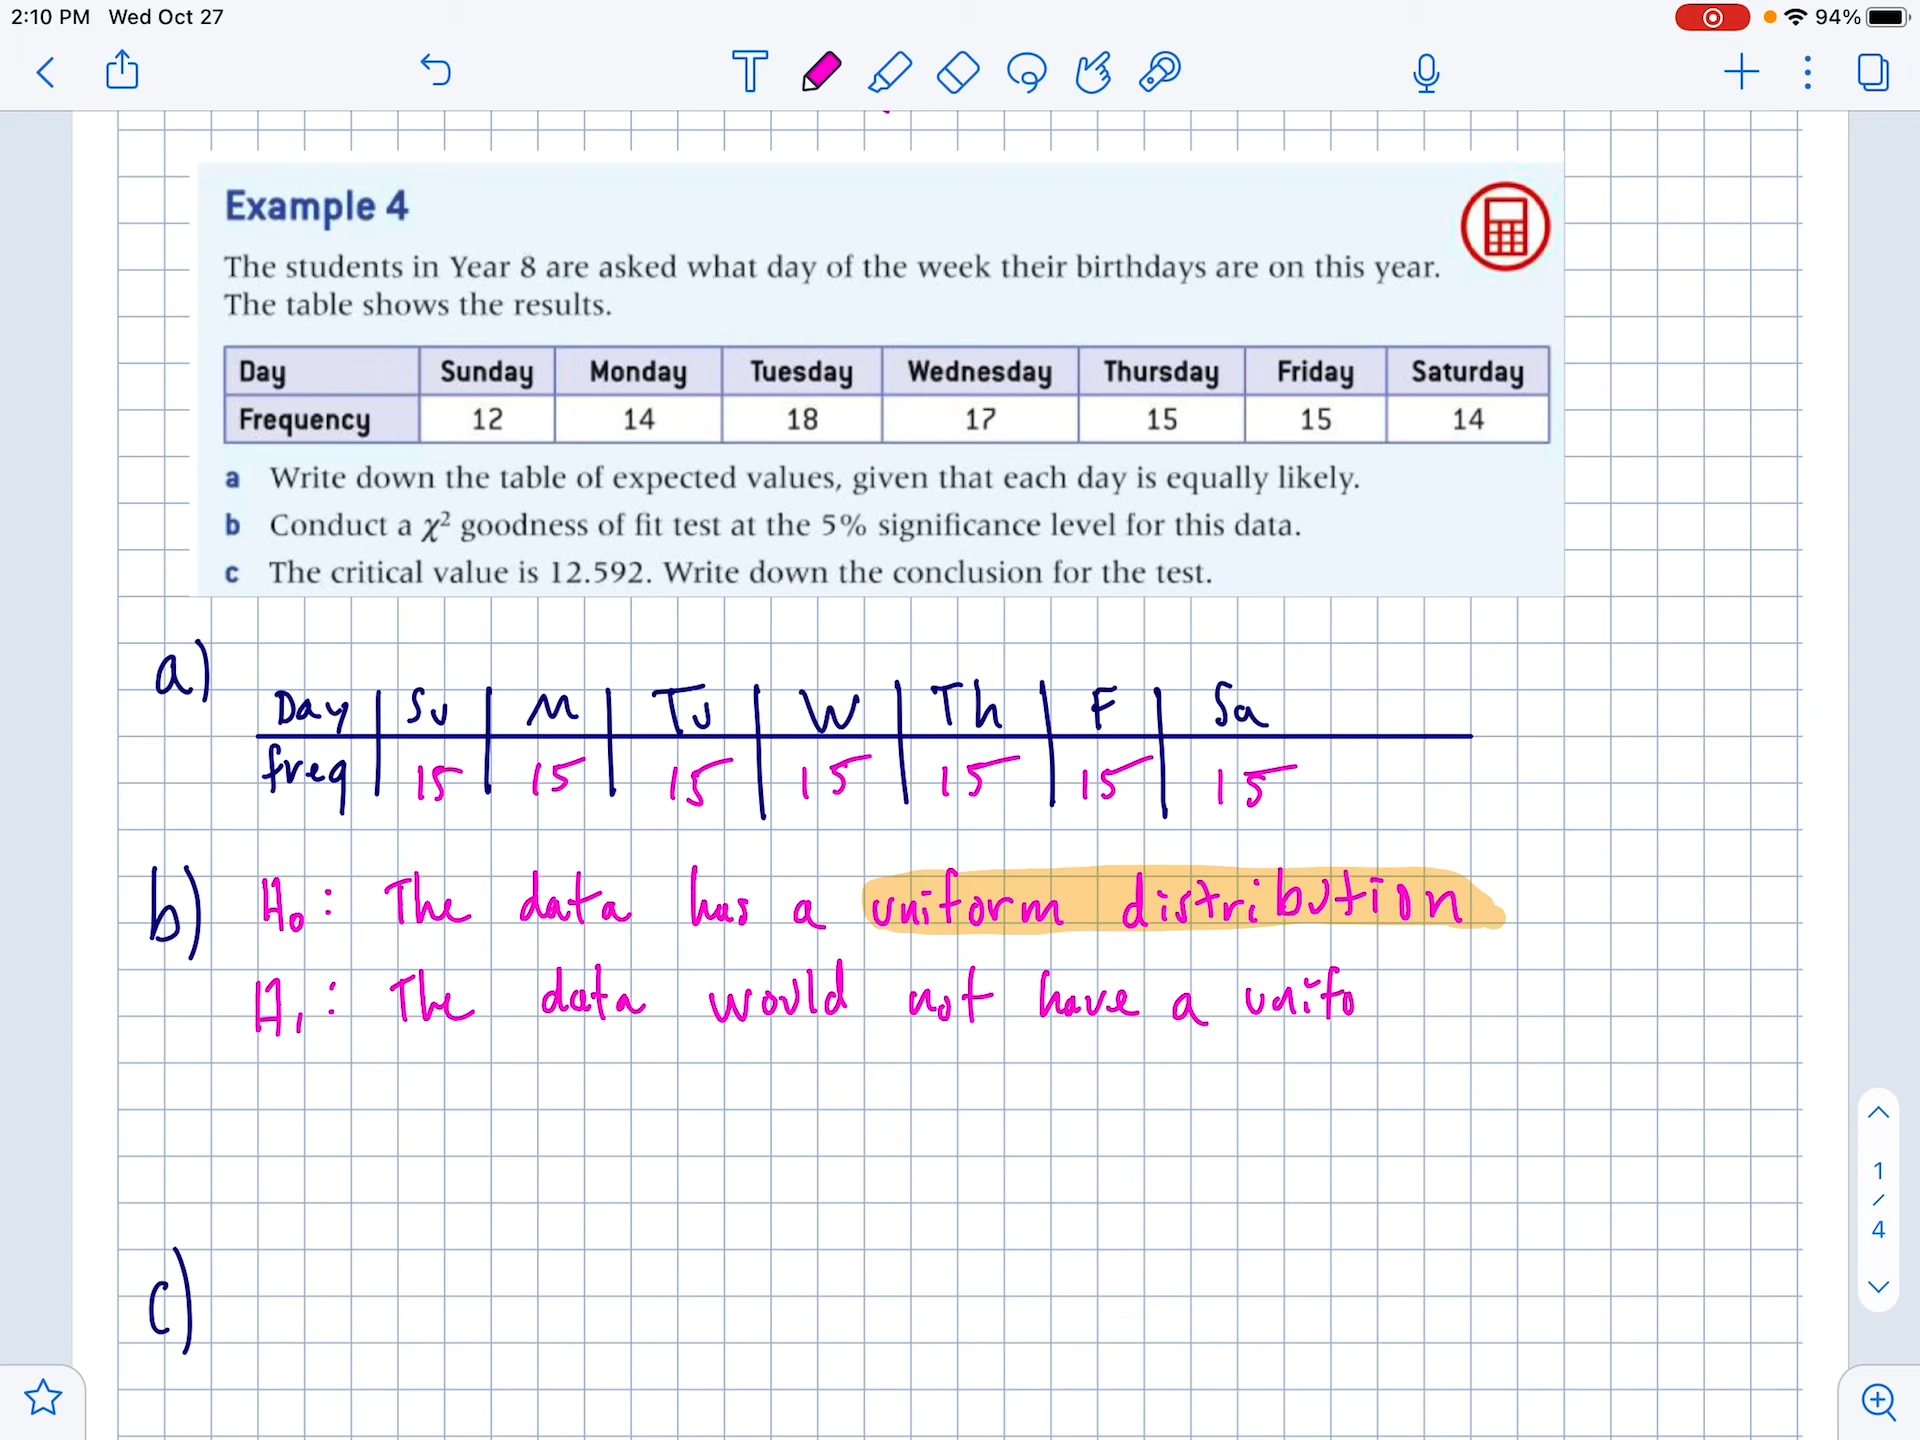 2:10 PM Wed Oct 27
94%
T
Example 4
The students in Year 8 are asked what day of the week their birthdays are on this year.
The table shows the results.
Day Sunday Monday Tuesday Wednesday Thursday Friday Saturday
Frequency 12 14 18 17 15 15 14
a Write down the table of expected values, given that each day is equally likely.
b Conduct a χ² goodness of fit test at the 5% significance level for this data.
c The critical value is 12.592. Write down the conclusion for the test.
a)
Day Su M Tu W Th F Sa
freq 15 15 15 15 15 15 15
b) H₀: The data has a uniform distribution
H₁: The data would not have a unifo
c)
1
/
4